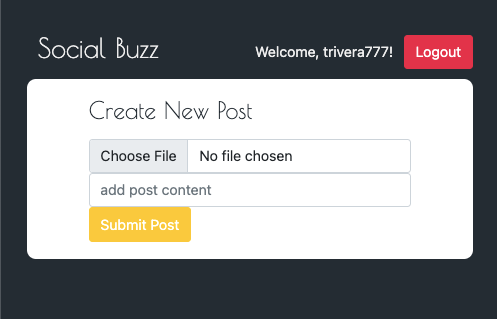 Social Buzz
Welcome, trivera777! Logout
Create New Post
Choose File No file chosen
add post content
Submit Post